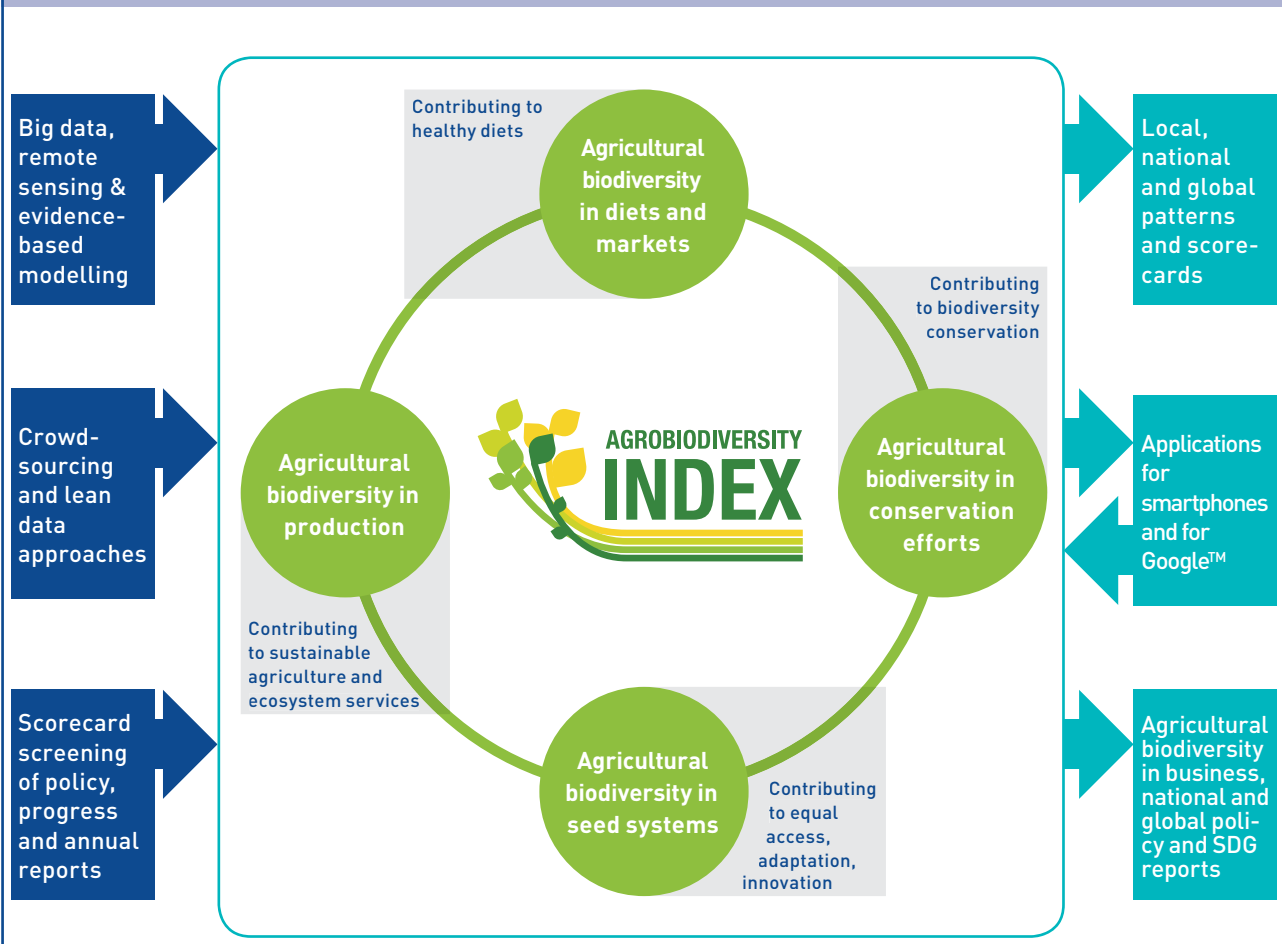 Big data,
remote
sensing &
evidence-
based
modelling
Crowd-
sourcing
and lean
data
approaches
Scorecard
screening
of policy,
progress
and annual
reports
Contributing to
healthy diets
Agricultural
biodiversity
in diets and
markets
Contributing
to biodiversity
conservation
Agricultural
biodiversity in
production
AGROBIODIVERSITY
INDEX
Agricultural
biodiversity in
conservation
efforts
Contributing
to sustainable
agriculture and
ecosystem services
Agricultural
biodiversity in
seed systems
Contributing
to equal
access,
adaptation,
innovation
Local,
national
and global
patterns
and score-
cards
Applications
for
smartphones
and for
Google™
Agricultural
biodiversity
in business,
national and
global poli-
cy and SDG
reports